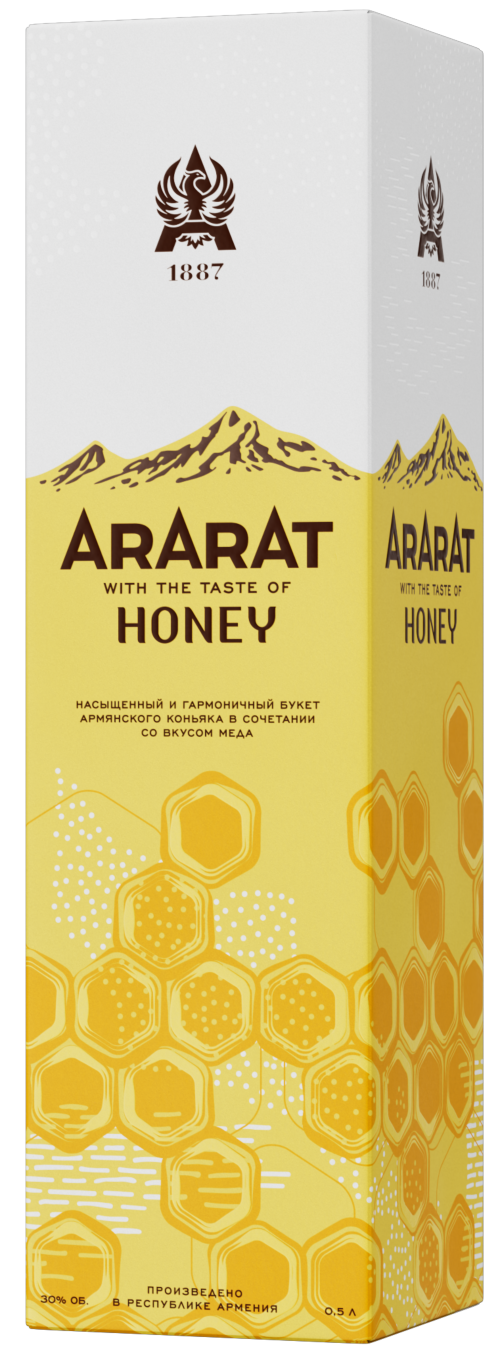 1887
ARARAT
WITH THE TASTE OF
HONEY
НАСЫЩЕННЫЙ И ГАРМОНИЧНЫЙ БУКЕТ
АРМЯНСКОГО КОНЬЯКА В СОЧЕТАНИИ
СО ВКУСОМ МЕДА
30% ОБ.
ПРОИЗВЕДЕНО
В РЕСПУБЛИКЕ АРМЕНИЯ
0,5 Л
1887
ARARAT
WITH THE TASTE OF
HONEY